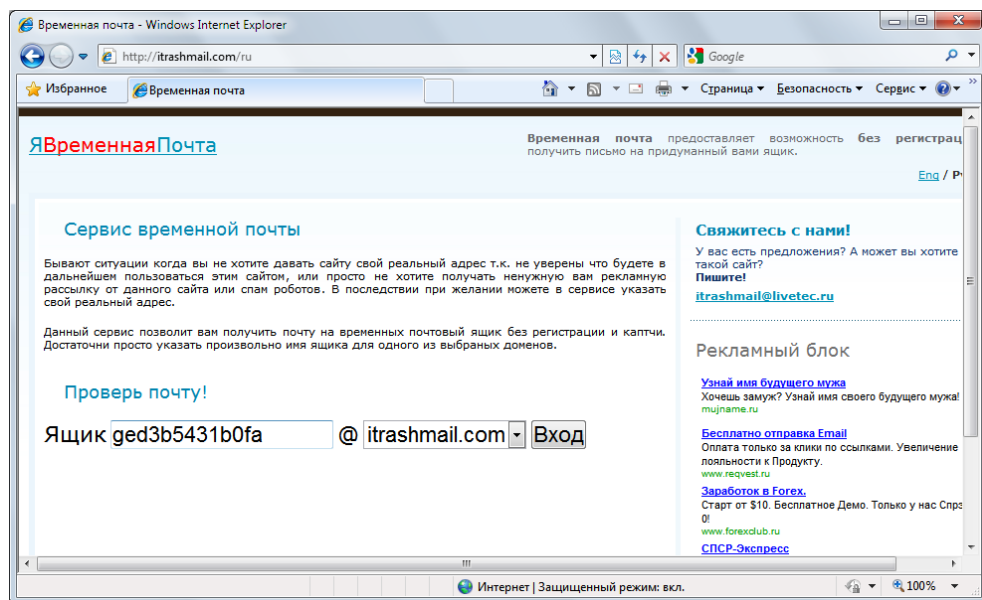 Временная почта - Windows Internet Explorer
http://itrashmail.com/ru
Google
Избранное
Временная почта
Страница
Безопасность
Сервис
»
ЯВременнаяПочта
Временная почта предоставляет возможность без регистрац
получить письмо на придуманный вами ящик.
Eng / Р
Сервис временной почты
Бывают ситуации когда вы не хотите давать сайту свой реальный адрес т.к. не уверены что будете в
дальнейшем пользоваться этим сайтом, или просто не хотите получать ненужную вам рекламную
рассылку от данного сайта или спам роботов. В последствии при желании можете в сервисе указать
свой реальный адрес.
Данный сервис позволит вам получить почту на временных почтовый ящик без регистрации и каптчи.
Достаточни просто указать произвольно имя ящика для одного из выбраных доменов.
Проверь почту!
Ящик ged3b5431b0fa @ itrashmail.com Вход
Свяжитесь с нами!
У вас есть предложения? А может вы хотите
такой сайт?
Пишите!
itrashmail@livetec.ru
Рекламный блок
Узнай имя будущего мужа
Хочешь замуж? Узнай имя своего будущего мужа!
mujname.ru
Бесплатно отправка Email
Оплата только за клики по ссылками. Увеличение
лояльности к Продукту.
www.reqvest.ru
Заработок в Forex.
Старт от $10. Бесплатное Демо. Только у нас Спрэ
0!
www.forexclub.ru
СПСР-Экспресс
Интернет | Защищенный режим: вкл.
100%